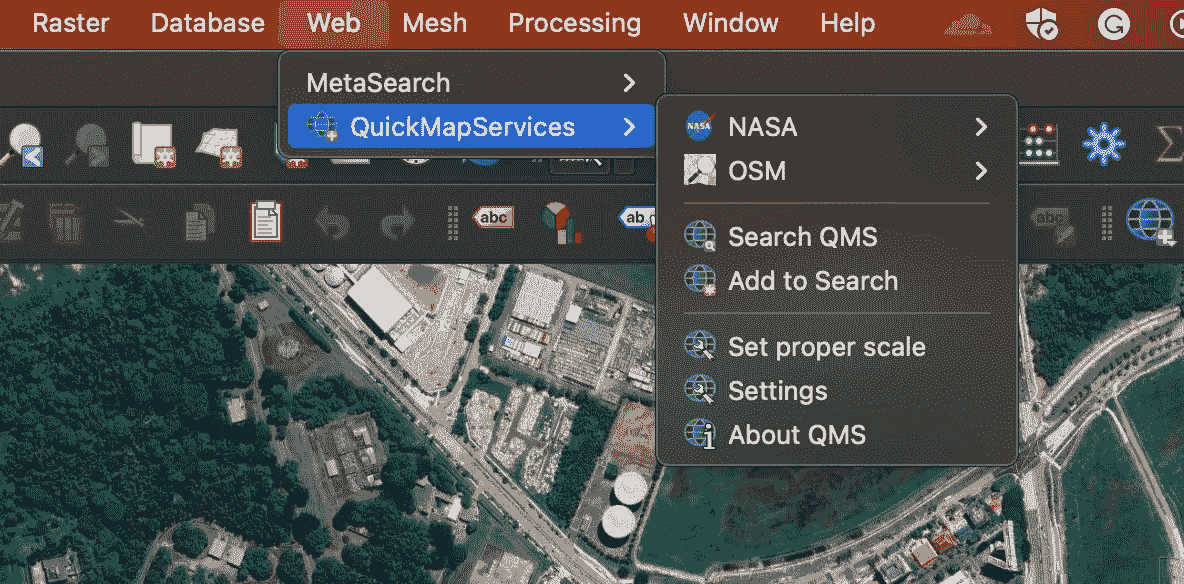 Raster Database Web Mesh Processing Window Help
MetaSearch
QuickMapServices
NASA NASA
OSM
abc
ab
abc
Search QMS
Add to Search
Set proper scale
Settings
About QMS